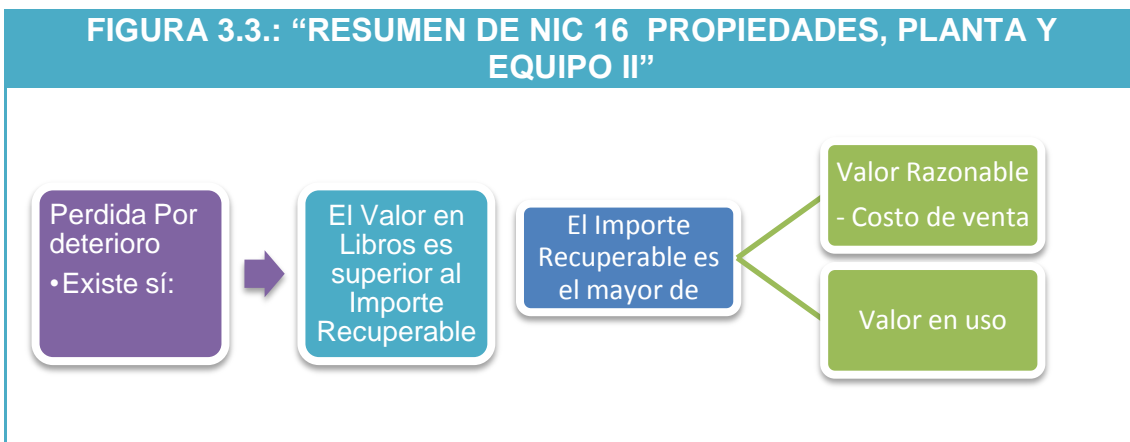 FIGURA 3.3.: “RESUMEN DE NIC 16 PROPIEDADES, PLANTA Y
EQUIPO II”
Perdida Por
deterioro
•Existe sí:
El Valor en
Libros es
superior al
Importe
Recuperable
El Importe
Recuperable es
el mayor de
Valor Razonable
- Costo de venta
Valor en uso